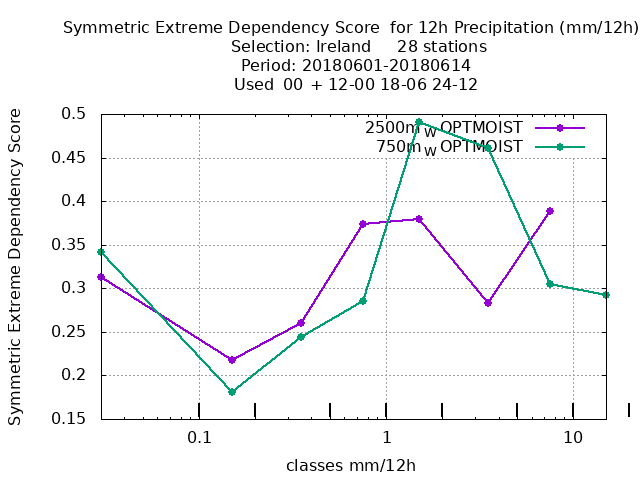 Symmetric Extreme Dependency Score  for 12h Precipitation (mm/12h)
Selection: Ireland     28 stations
Period: 20180601-20180614
Used  00  + 12-00 18-06 24-12
2500m W OPTMOIST
750m W OPTMOIST
Symmetric Extreme Dependency Score
0.5
0.45
0.4
0.35
0.3
0.25
0.2
0.15
0.1 1 10
classes mm/12h